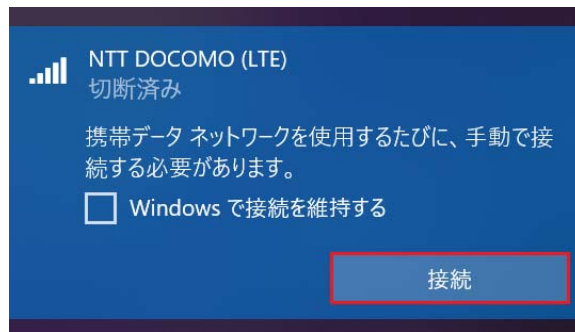 NTT DOCOMO (LTE)
切断済み
携帯データ ネットワークを使用するたびに、手動で接
続する必要があります。
Windows で接続を維持する
接続